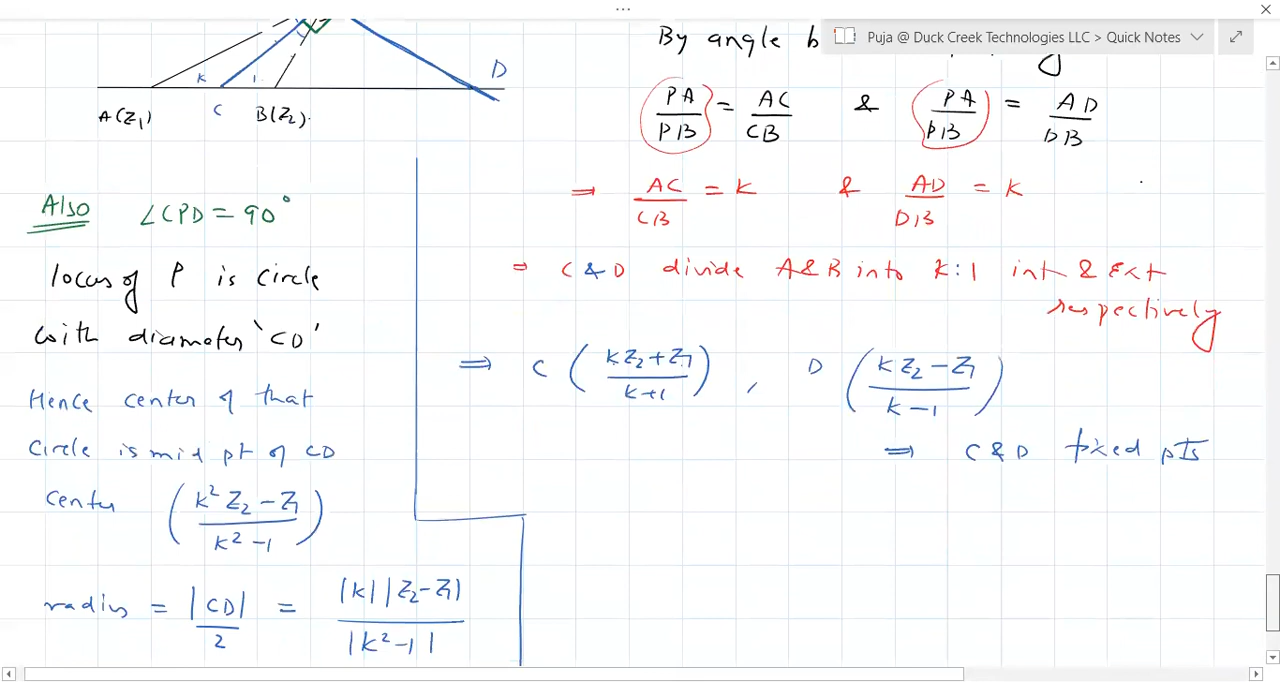 Puja @ Duck Creek Technologies LLC > Quick Notes
By angle b
PA/PB = AC/CB & PA/PB = AD/DB
⇒ AC/CB = K & AD/DB = K
⇒ C & D divide A & B into K:1 int & Ext
respectively
⇒ C ( (KZ2+Z1)/(K+1) ) , D ( (KZ2-Z1)/(K-1) )
⇒ C & D fixed pts
K 1 D
A(Z1) C B(Z2).
Also ∠CPD = 90°
locus of P is circle
with diameter 'CD'
Hence center of that
circle is mid pt of CD
center ( (K²Z2-Z1)/(K²-1) )
radius = |CD|/2 = |K||Z2-Z1|/|K²-1|